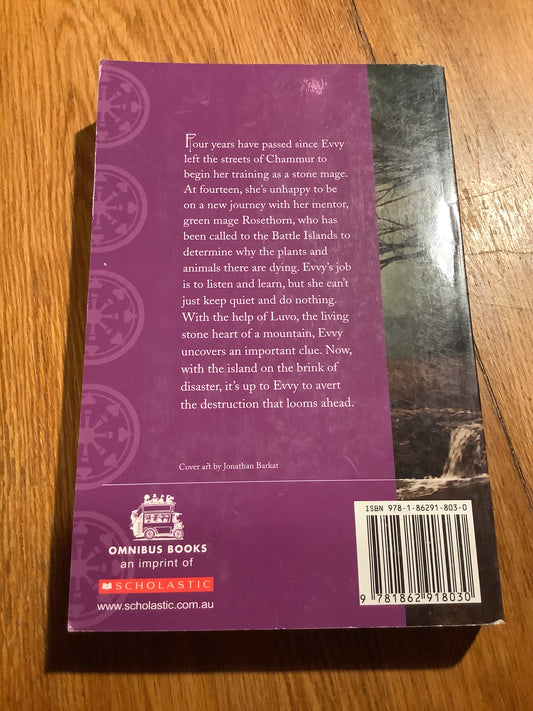 Four years have passed since Evvy
left the streets of Chammur to
begin her training as a stone mage.
At fourteen, she's unhappy to be
on a new journey with her mentor,
green mage Rosethorn, who has
been called to the Battle Islands to
determine why the plants and
animals there are dying. Evvy's job
is to listen and learn, but she can't
just keep quiet and do nothing.
With the help of Luvo, the living
stone heart of a mountain, Evvy
uncovers an important clue. Now,
with the island on the brink of
disaster, it's up to Evvy to avert
the destruction that looms ahead.
Cover art by Jonathan Barkat
OMNIBUS BOOKS
an imprint of
SCHOLASTIC
www.scholastic.com.au
ISBN 978-1-86291-803-0
9 781862 918030